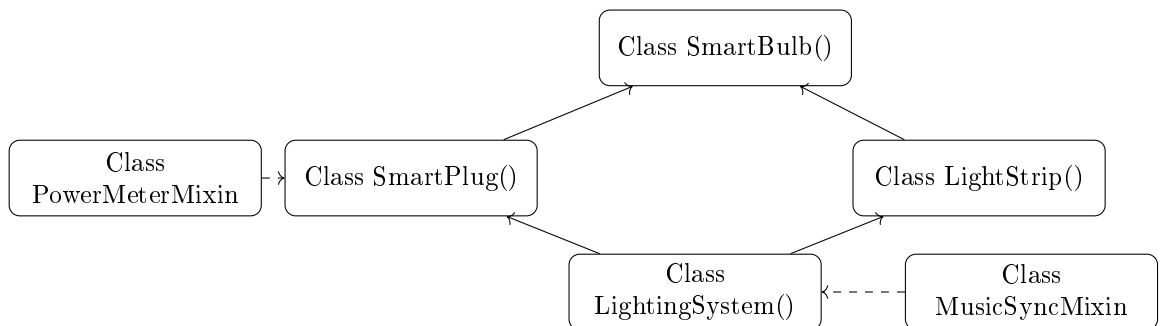 Class SmartBulb()
Class
PowerMeterMixin
Class SmartPlug()
Class LightStrip()
Class
LightingSystem()
Class
MusicSyncMixin